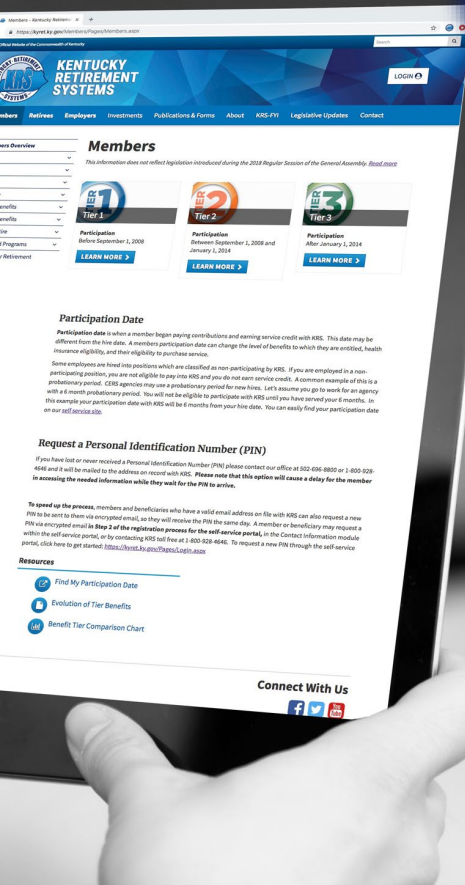 Members - Kentucky Retirem
https://kyret.ky.gov/Members/Pages/Members.aspx
Official Website of the Commonwealth of Kentucky
Search
KENTUCKY
RETIREMENT
SYSTEMS
KRS
SYSTEMS
LOGIN
Retirees Employers Investments Publications & Forms About KRS-FYI Legislative Updates Contact
Overview
Members
This information does not reflect legislation introduced during the 2018 Regular Session of the General Assembly. Read more
TIER 1
Tier 1
TIER 2
Tier 2
TIER 3
Tier 3
Participation
Before September 1, 2008
LEARN MORE >
Participation
Between September 1, 2008 and
January 1, 2014
LEARN MORE >
Participation
After January 1, 2014
LEARN MORE >
Programs
Retirement
Participation Date
Participation date is when a member began paying contributions and earning service credit with KRS. This date may be
different from the hire date. A members participation date can change the level of benefits to which they are entitled, health
insurance eligibility, and their eligibility to purchase service.
Some employees are hired into positions which are classified as non-participating by KRS. If you are employed in a non-
participating position, you are not eligible to pay into KRS and you do not earn service credit. A common example of this is a
probationary period. CERS agencies may use a probationary period for new hires. Let's assume you go to work for an agency
with a 6 month probationary period. You will not be eligible to participate with KRS until you have served your 6 months. In
this example your participation date with KRS will be 6 months from your hire date. You can easily find your participation date
on our self service site.
Request a Personal Identification Number (PIN)
If you have lost or never received a Personal Identification Number (PIN) please contact our office at 502-696-8800 or 1-800-928-
4646 and it will be mailed to the address on record with KRS. Please note that this option will cause a delay for the member
in accessing the needed information while they wait for the PIN to arrive.
To speed up the process, members and beneficiaries who have a valid email address on file with KRS can also request a new
PIN to be sent to them via encrypted email, so they will receive the PIN the same day. A member or beneficiary may request a
PIN via encrypted email in Step 2 of the registration process for the self-service portal, in the Contact Information module
within the self-service portal, or by contacting KRS toll free at 1-800-928-4646. To request a new PIN through the self-service
portal, click here to get started: https://kyret.ky.gov/Pages/Login.aspx
Resources
Find My Participation Date
Evolution of Tier Benefits
Benefit Tier Comparison Chart
Connect With Us
You
Tube